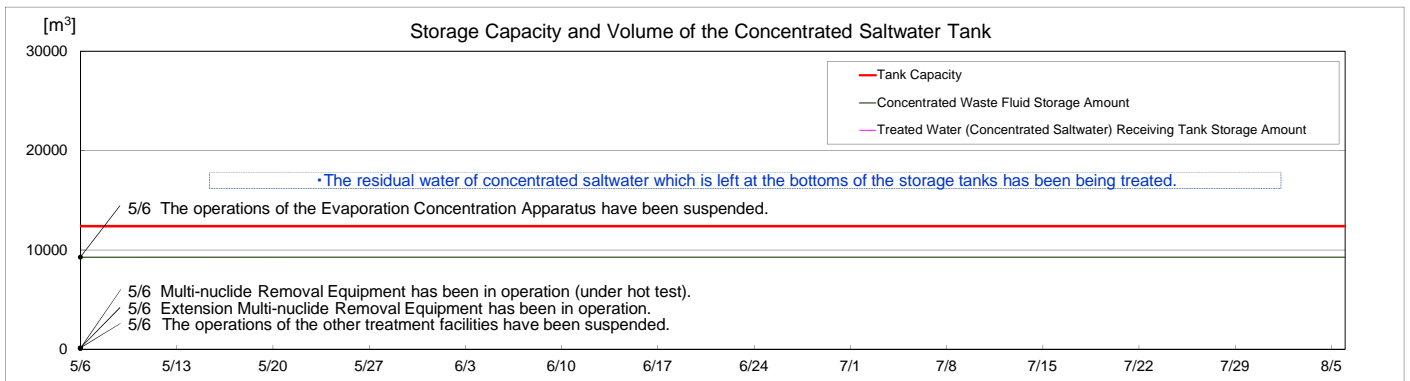 [m³]
Storage Capacity and Volume of the Concentrated Saltwater Tank
30000
Tank Capacity
Concentrated Waste Fluid Storage Amount
Treated Water (Concentrated Saltwater) Receiving Tank Storage Amount
20000
・The residual water of concentrated saltwater which is left at the bottoms of the storage tanks has been being treated.
5/6 The operations of the Evaporation Concentration Apparatus have been suspended.
10000
5/6 Multi-nuclide Removal Equipment has been in operation (under hot test).
5/6 Extension Multi-nuclide Removal Equipment has been in operation.
5/6 The operations of the other treatment facilities have been suspended.
0
5/6 5/13 5/20 5/27 6/3 6/10 6/17 6/24 7/1 7/8 7/15 7/22 7/29 8/5